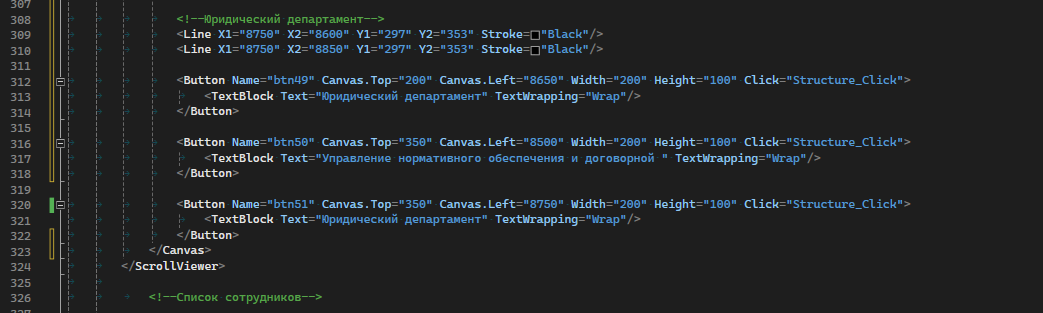 307
308 <!--Юридический департамент-->
309 <Line X1="8750" X2="8600" Y1="297" Y2="353" Stroke="Black"/>
310 <Line X1="8750" X2="8850" Y1="297" Y2="353" Stroke="Black"/>
311
312 <Button Name="btn49" Canvas.Top="200" Canvas.Left="8650" Width="200" Height="100" Click="Structure_Click">
313 <TextBlock Text="Юридический департамент" TextWrapping="Wrap"/>
314 </Button>
315
316 <Button Name="btn50" Canvas.Top="350" Canvas.Left="8500" Width="200" Height="100" Click="Structure_Click">
317 <TextBlock Text="Управление нормативного обеспечения и договорной " TextWrapping="Wrap"/>
318 </Button>
319
320 <Button Name="btn51" Canvas.Top="350" Canvas.Left="8750" Width="200" Height="100" Click="Structure_Click">
321 <TextBlock Text="Юридический департамент" TextWrapping="Wrap"/>
322 </Button>
323 </Canvas>
324 </ScrollViewer>
325
326 <!--Список сотрудников-->
327